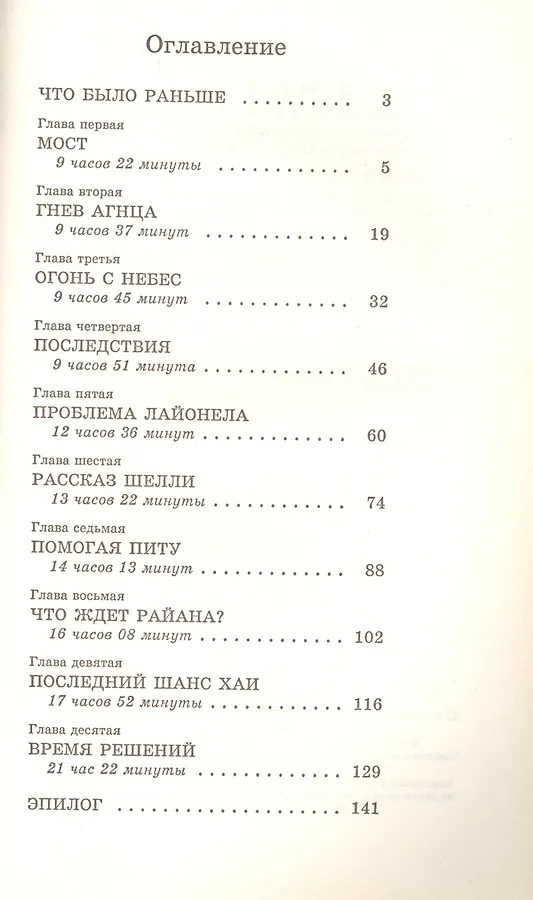 Оглавление
ЧТО БЫЛО РАНЬШЕ .......... 3
Глава первая
МОСТ
9 часов 22 минуты ............ 5
Глава вторая
ГНЕВ АГНЦА
9 часов 37 минут ............. 19
Глава третья
ОГОНЬ С НЕБЕС
9 часов 45 минут ............. 32
Глава четвертая
ПОСЛЕДСТВИЯ
9 часов 51 минута ............. 46
Глава пятая
ПРОБЛЕМА ЛАЙОНЕЛА
12 часов 36 минут ............. 60
Глава шестая
РАССКАЗ ШЕЛЛИ
13 часов 22 минуты ............ 74
Глава седьмая
ПОМОГАЯ ПИТУ
14 часов 13 минут ............. 88
Глава восьмая
ЧТО ЖДЕТ РАЙАНА?
16 часов 08 минут ............. 102
Глава девятая
ПОСЛЕДНИЙ ШАНС ХАИ
17 часов 52 минуты ............ 116
Глава десятая
ВРЕМЯ РЕШЕНИЙ
21 час 22 минуты ............. 129
ЭПИЛОГ .................... 141